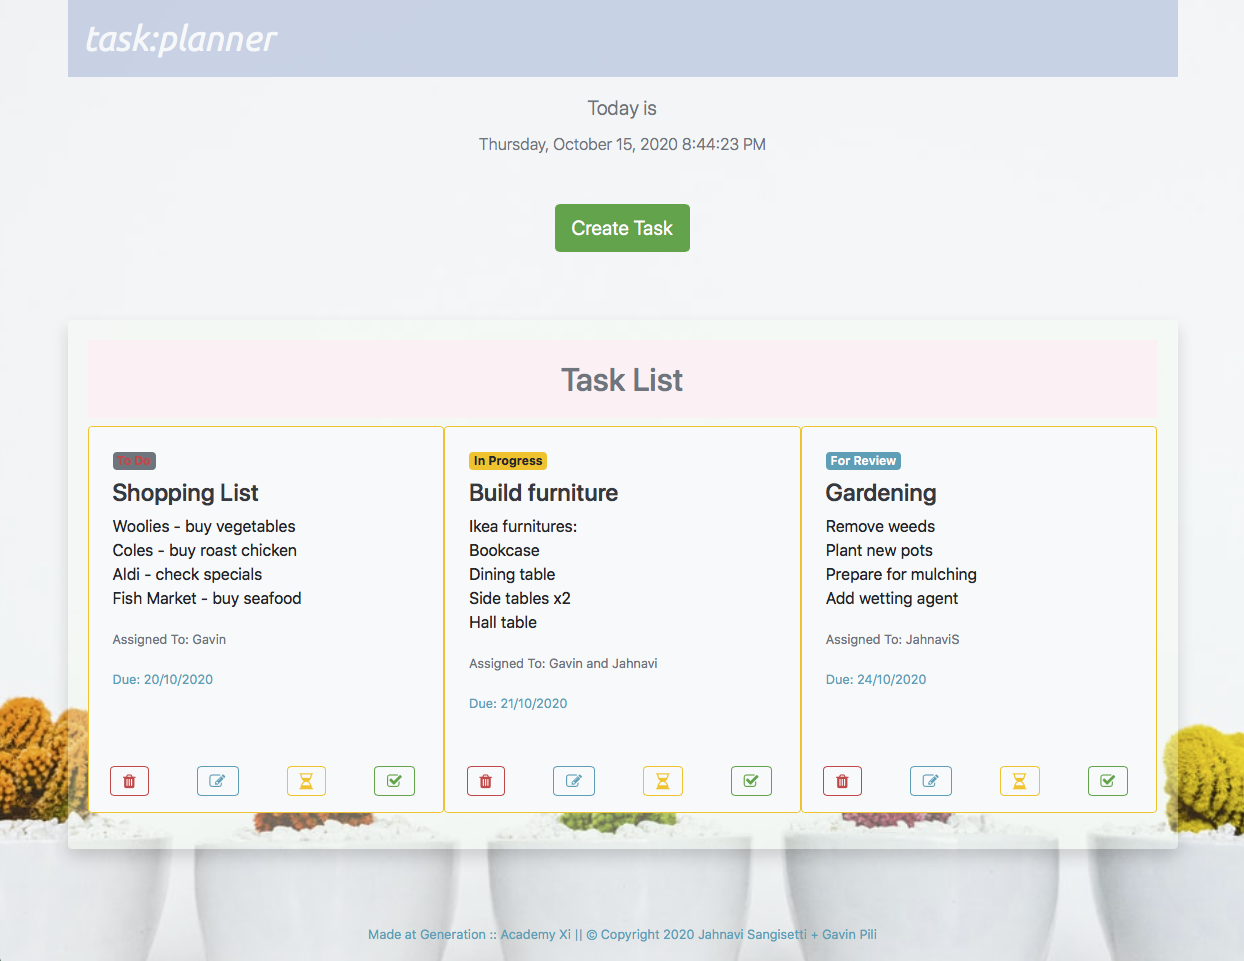 task:planner
Today is
Thursday, October 15, 2020 8:44:23 PM
Create Task
Task List
To Do
Shopping List
Woolies - buy vegetables
Coles - buy roast chicken
Aldi - check specials
Fish Market - buy seafood
Assigned To: Gavin
Due: 20/10/2020
In Progress
Build furniture
Ikea furnitures:
Bookcase
Dining table
Side tables x2
Hall table
Assigned To: Gavin and Jahnavi
Due: 21/10/2020
For Review
Gardening
Remove weeds
Plant new pots
Prepare for mulching
Add wetting agent
Assigned To: JahnaviS
Due: 24/10/2020
Made at Generation :: Academy Xi || © Copyright 2020 Jahnavi Sangisetti + Gavin Pili